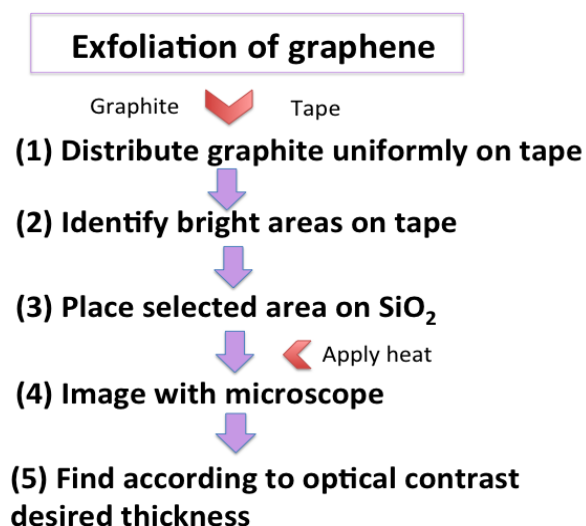 Exfoliation of graphene
Graphite Tape
(1) Distribute graphite uniformly on tape
(2) Identify bright areas on tape
(3) Place selected area on SiO₂
Apply heat
(4) Image with microscope
(5) Find according to optical contrast
desired thickness